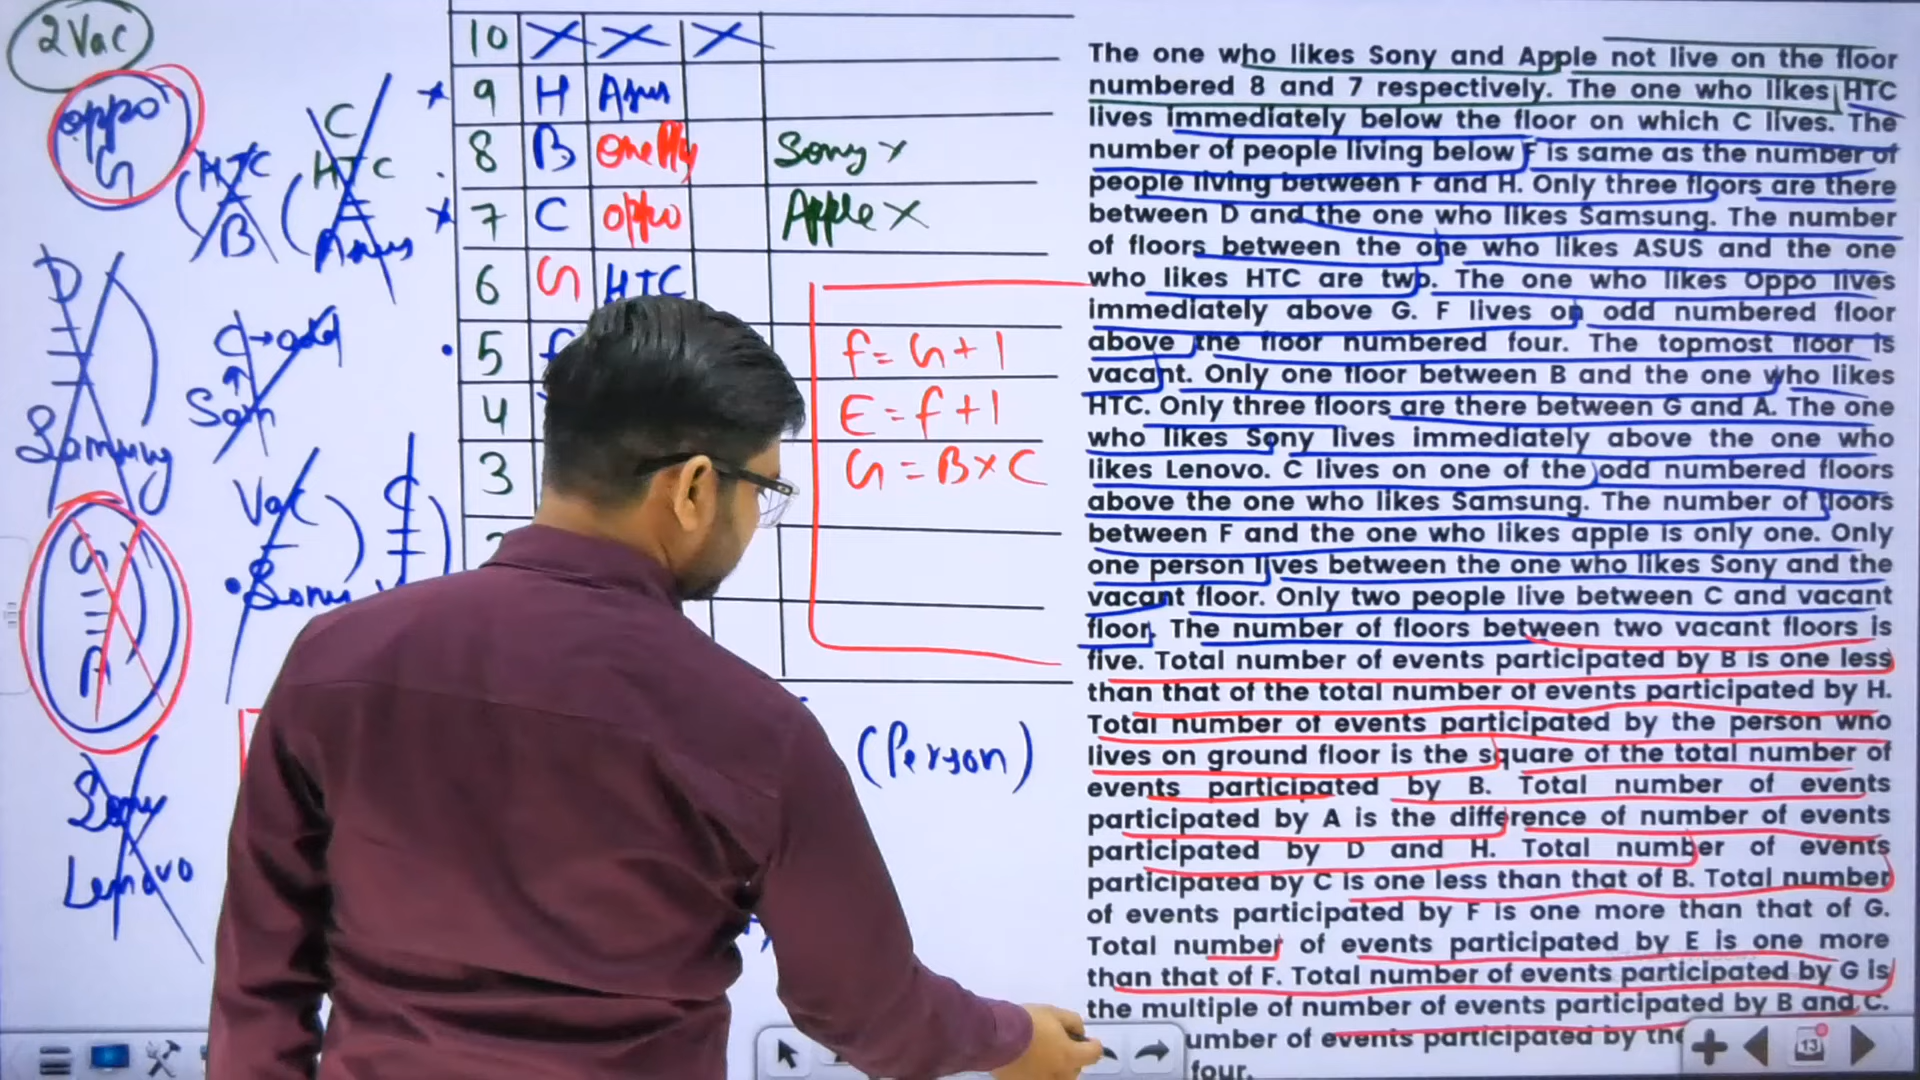 2 Vac
oppo
G
C
HTC
HTC
B
Asus
D
Samsung
C → odd
Sam
Vac
C
Sony
G
A
Sony
Lenovo
10
9 H Asus
8 B
7 C oppo
6 G HTC
5 f
4
3
Sony ×
Apple ×
f = G + 1
E = f + 1
G = B × C
(Person)
The one who likes Sony and Apple not live on the floor
numbered 8 and 7 respectively. The one who likes HTC
lives immediately below the floor on which C lives. The
number of people living below F is same as the number of
people living between F and H. Only three floors are there
between D and the one who likes Samsung. The number
of floors between the one who likes ASUS and the one
who likes HTC are two. The one who likes Oppo lives
immediately above G. F lives on odd numbered floor
above the floor numbered four. The topmost floor is
vacant. Only one floor between B and the one who likes
HTC. Only three floors are there between G and A. The one
who likes Sony lives immediately above the one who
likes Lenovo. C lives on one of the odd numbered floors
above the one who likes Samsung. The number of floors
between F and the one who likes apple is only one. Only
one person lives between the one who likes Sony and the
vacant floor. Only two people live between C and vacant
floor. The number of floors between two vacant floors is
five. Total number of events participated by B is one less
than that of the total number of events participated by H.
Total number of events participated by the person who
lives on ground floor is the square of the total number of
events participated by B. Total number of events
participated by A is the difference of number of events
participated by D and H. Total number of events
participated by C is one less than that of B. Total number
of events participated by F is one more than that of G.
Total number of events participated by E is one more
than that of F. Total number of events participated by G is
the multiple of number of events participated by B and C.
umber of events participated by the
four.
13